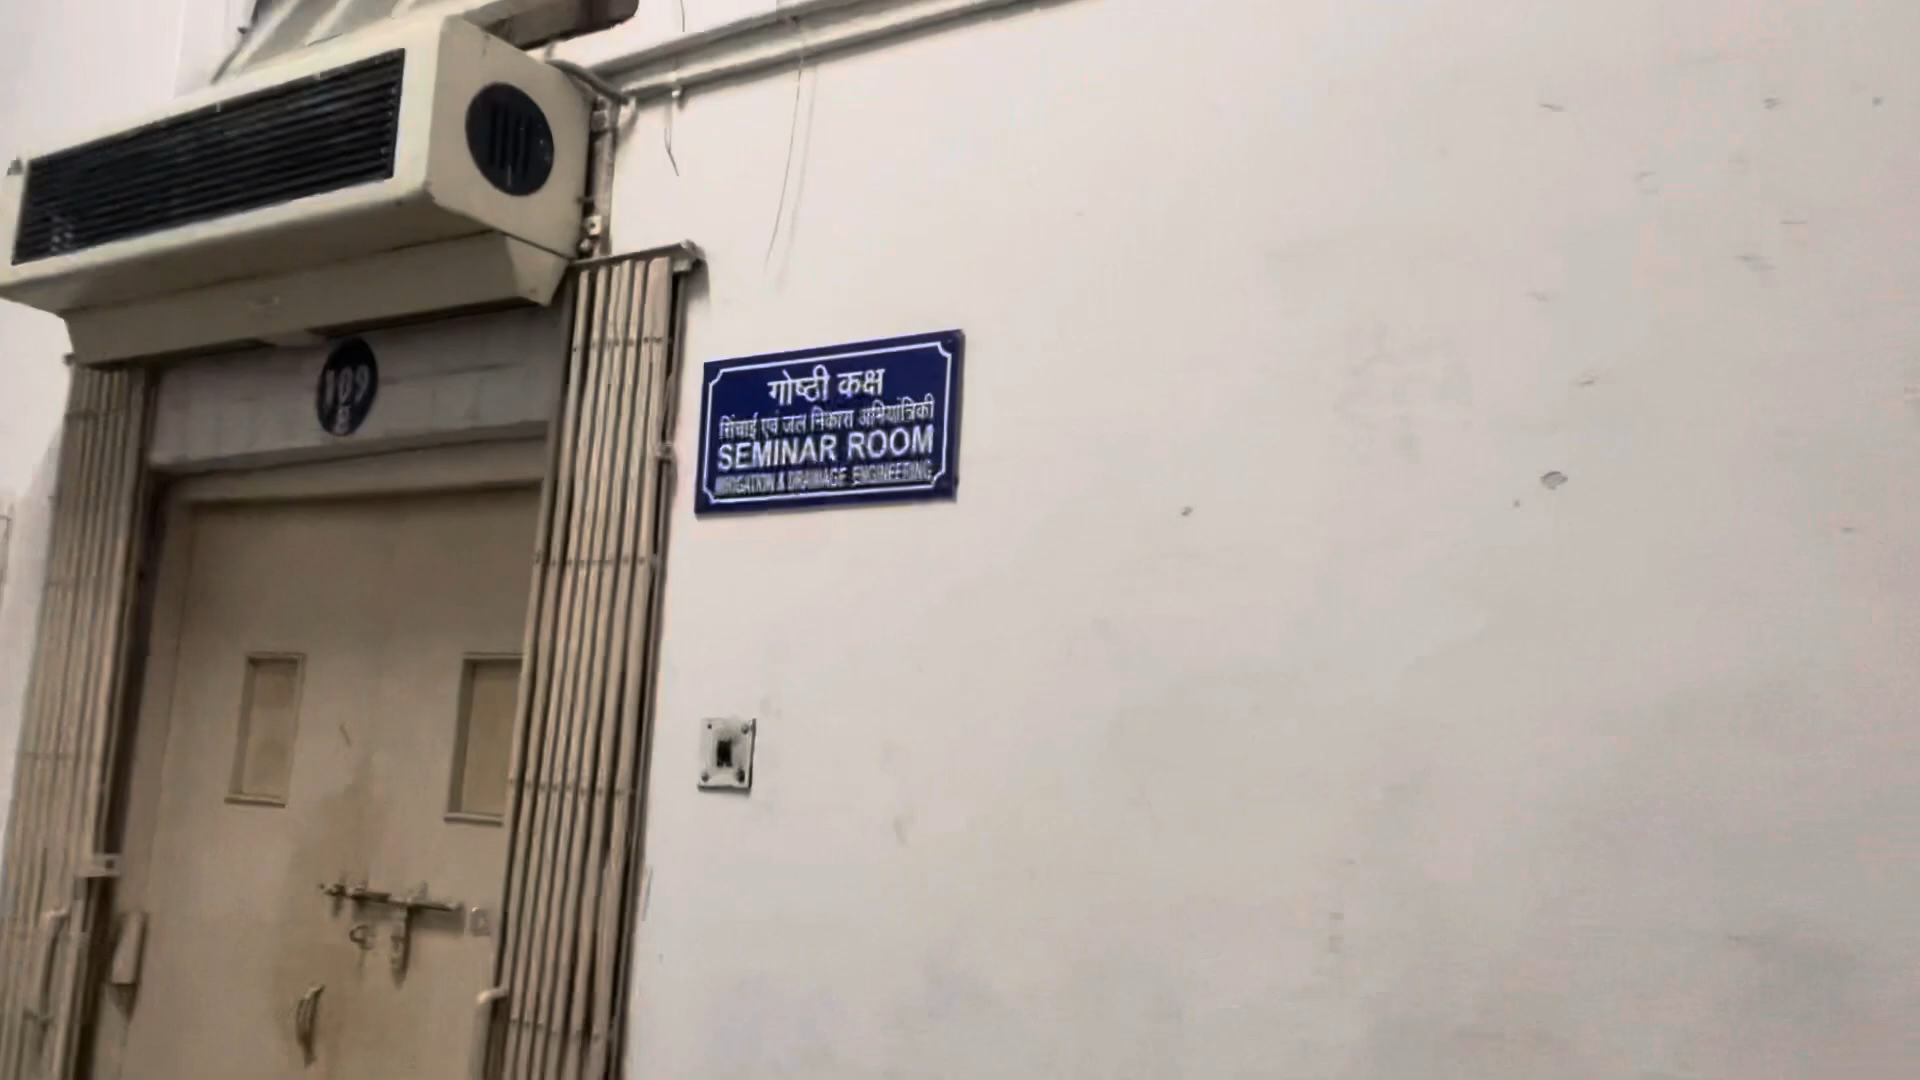 109
गोष्ठी कक्ष
सिंचाई एवं जल निकास अभियांत्रिकी
SEMINAR ROOM
IRRIGATION & DRAINAGE ENGINEERING